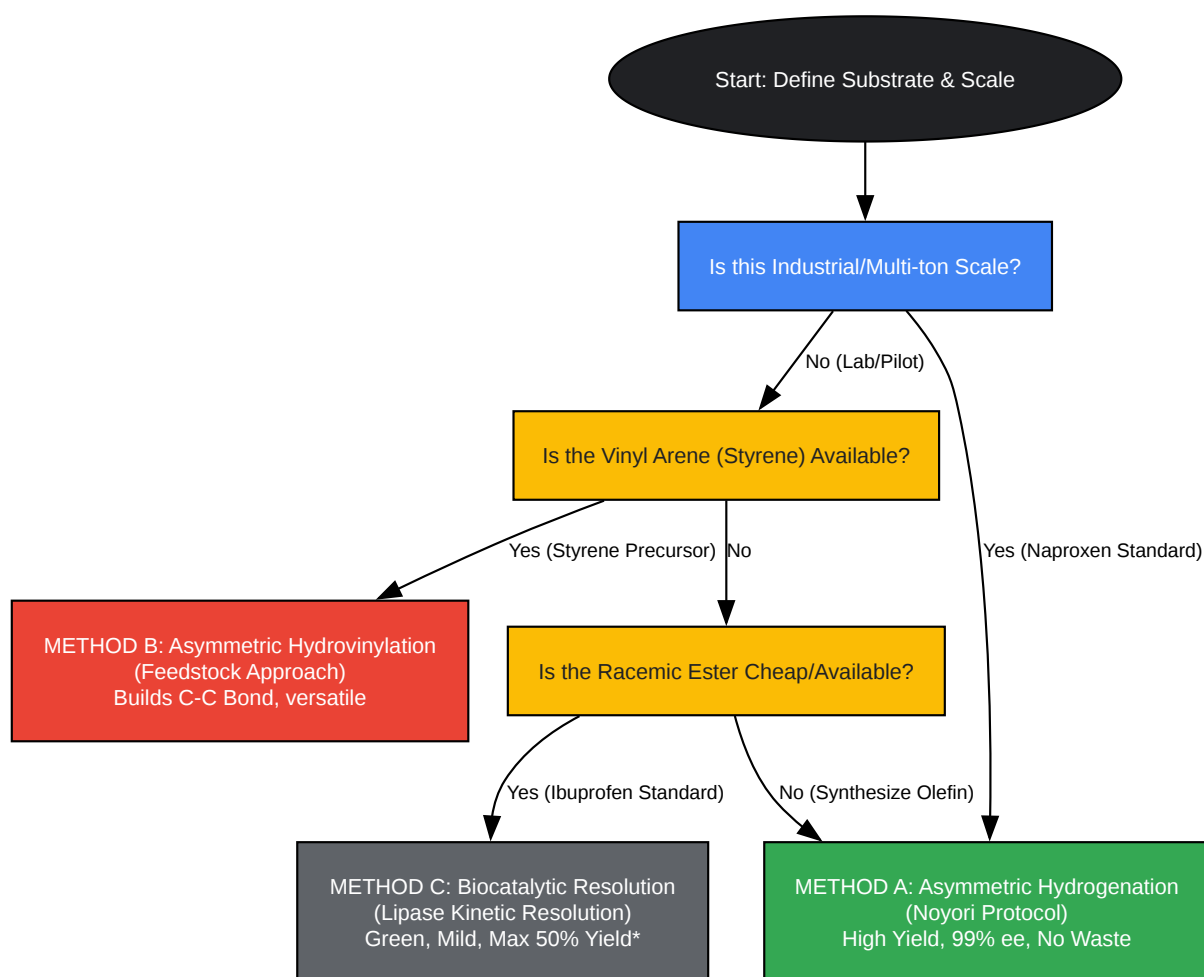 Start: Define Substrate & Scale
Is this Industrial/Multi-ton Scale?
No (Lab/Pilot)
Is the Vinyl Arene (Styrene) Available?
Yes (Styrene Precursor)
No
Yes (Naproxen Standard)
METHOD B: Asymmetric Hydrovinylation
(Feedstock Approach)
Builds C-C Bond, versatile
Is the Racemic Ester Cheap/Available?
Yes (Ibuprofen Standard)
No (Synthesize Olefin)
METHOD C: Biocatalytic Resolution
(Lipase Kinetic Resolution)
Green, Mild, Max 50% Yield*
METHOD A: Asymmetric Hydrogenation
(Noyori Protocol)
High Yield, 99% ee, No Waste